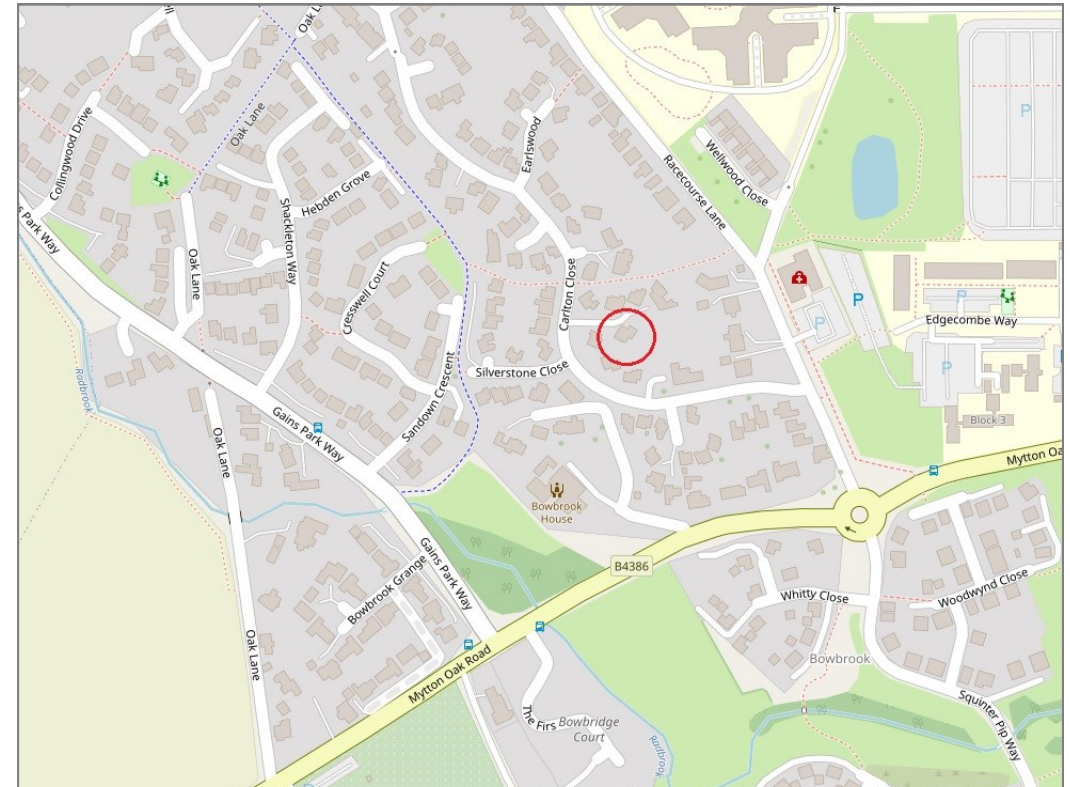 Oak L
ell
Collingwood Drive
Oak Lane
Earlswood
Wellwood Close
P
Racecourse Lane
Hebden Grove
s Park Way
Shackleton Way
Oak Lane
Cresswell Court
Carlton Close
P
P
P
Edgecombe Way
Silverstone Close
P
Sandown Crescent
Radbrook
Gains Park Way
Oak Lane
Block 3
Mytton Oa
Bowbrook
House
Gains Park Way
B4386
Bowbrook Grange
Whitty Close
Woodwynd Close
Oak Lane
Bowbrook
Mytton Oak Road
Squinter Pip Way
The Firs
Bowbridge
Court
Radbrook
P